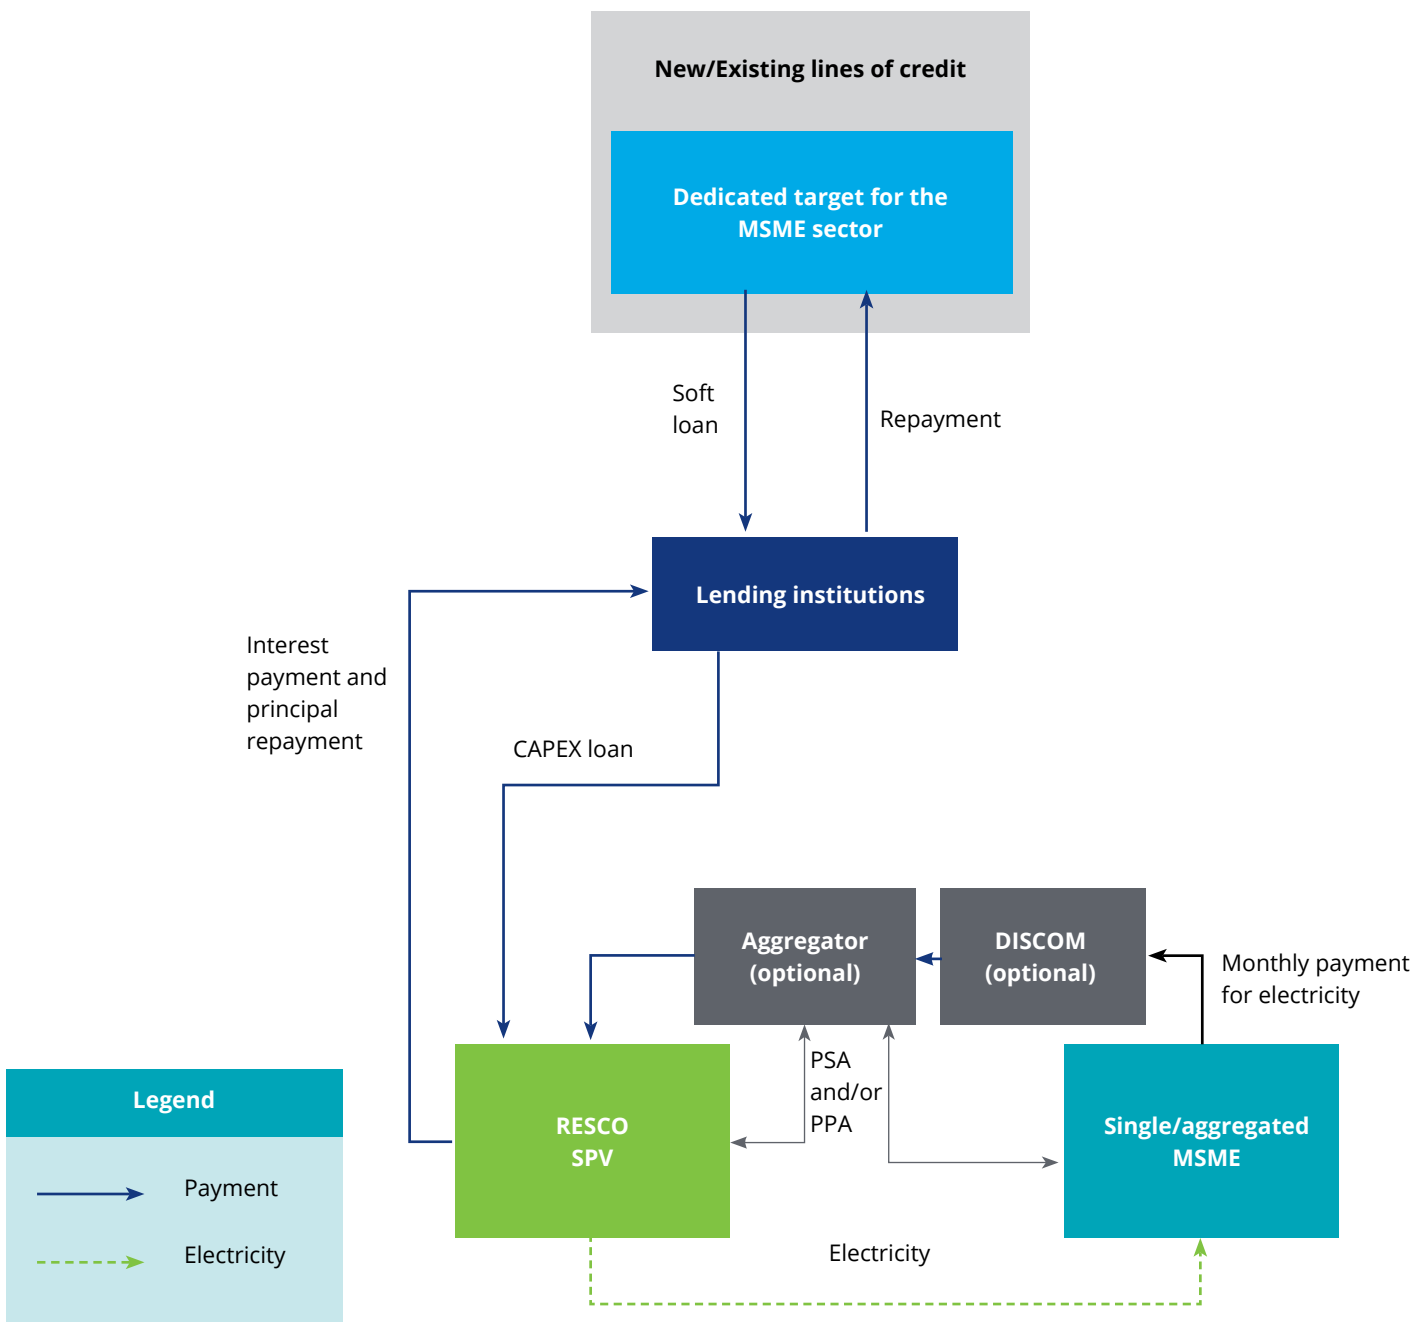 New/Existing lines of credit
Dedicated target for the
MSME sector
Soft
loan
Repayment
Lending institutions
Interest
payment and
principal
repayment
CAPEX loan
Aggregator
(optional)
DISCOM
(optional)
Monthly payment
for electricity
PSA
and/or
PPA
RESCO
SPV
Single/aggregated
MSME
Legend
Payment
Electricity
Electricity